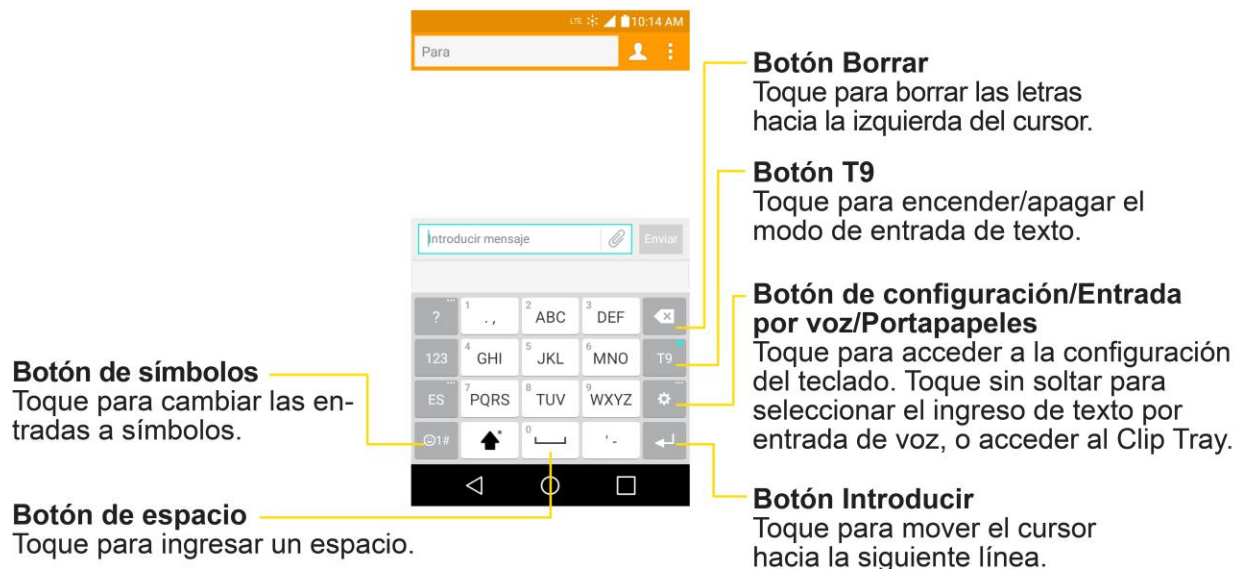 LTE 10:14 AM
Para
Introducir mensaje
Enviar
? 1 ., 2 ABC 3 DEF
123 4 GHI 5 JKL 6 MNO T9
ES 7 PQRS 8 TUV 9 WXYZ
1# 0 ' -
Botón de símbolos
Toque para cambiar las en-
tradas a símbolos.
Botón de espacio
Toque para ingresar un espacio.
Botón Borrar
Toque para borrar las letras
hacia la izquierda del cursor.
Botón T9
Toque para encender/apagar el
modo de entrada de texto.
Botón de configuración/Entrada
por voz/Portapapeles
Toque para acceder a la configuración
del teclado. Toque sin soltar para
seleccionar el ingreso de texto por
entrada de voz, o acceder al Clip Tray.
Botón Introducir
Toque para mover el cursor
hacia la siguiente línea.